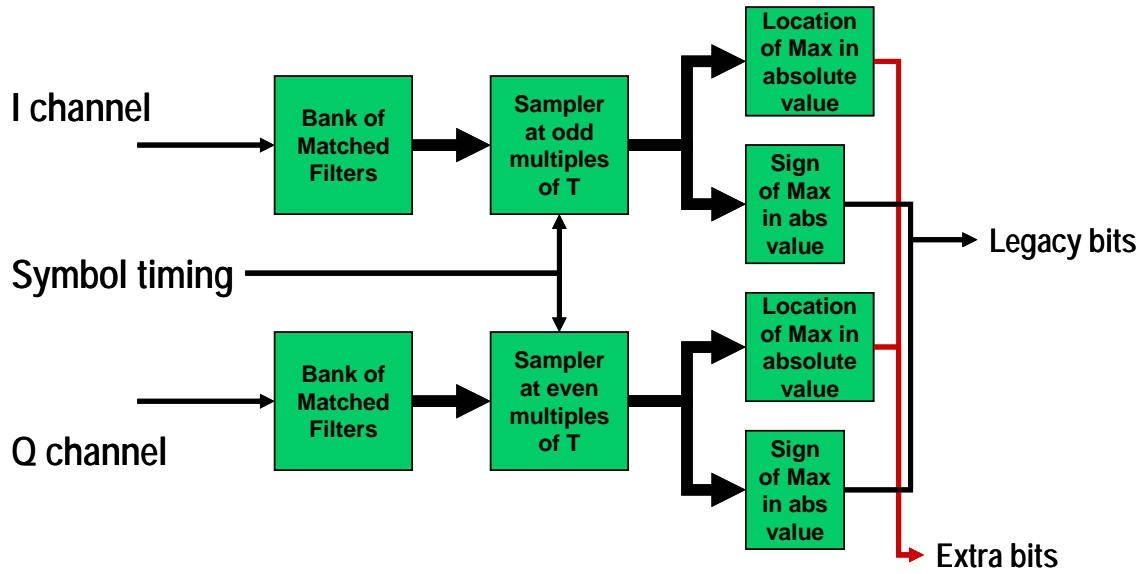 I channel
Bank of
Matched
Filters
Sampler
at odd
multiples
of T
Location
of Max in
absolute
value
Sign
of Max
in abs
value
Legacy bits
Symbol timing
Q channel
Bank of
Matched
Filters
Sampler
at even
multiples
of T
Location
of Max in
absolute
value
Sign
of Max
in abs
value
Extra bits